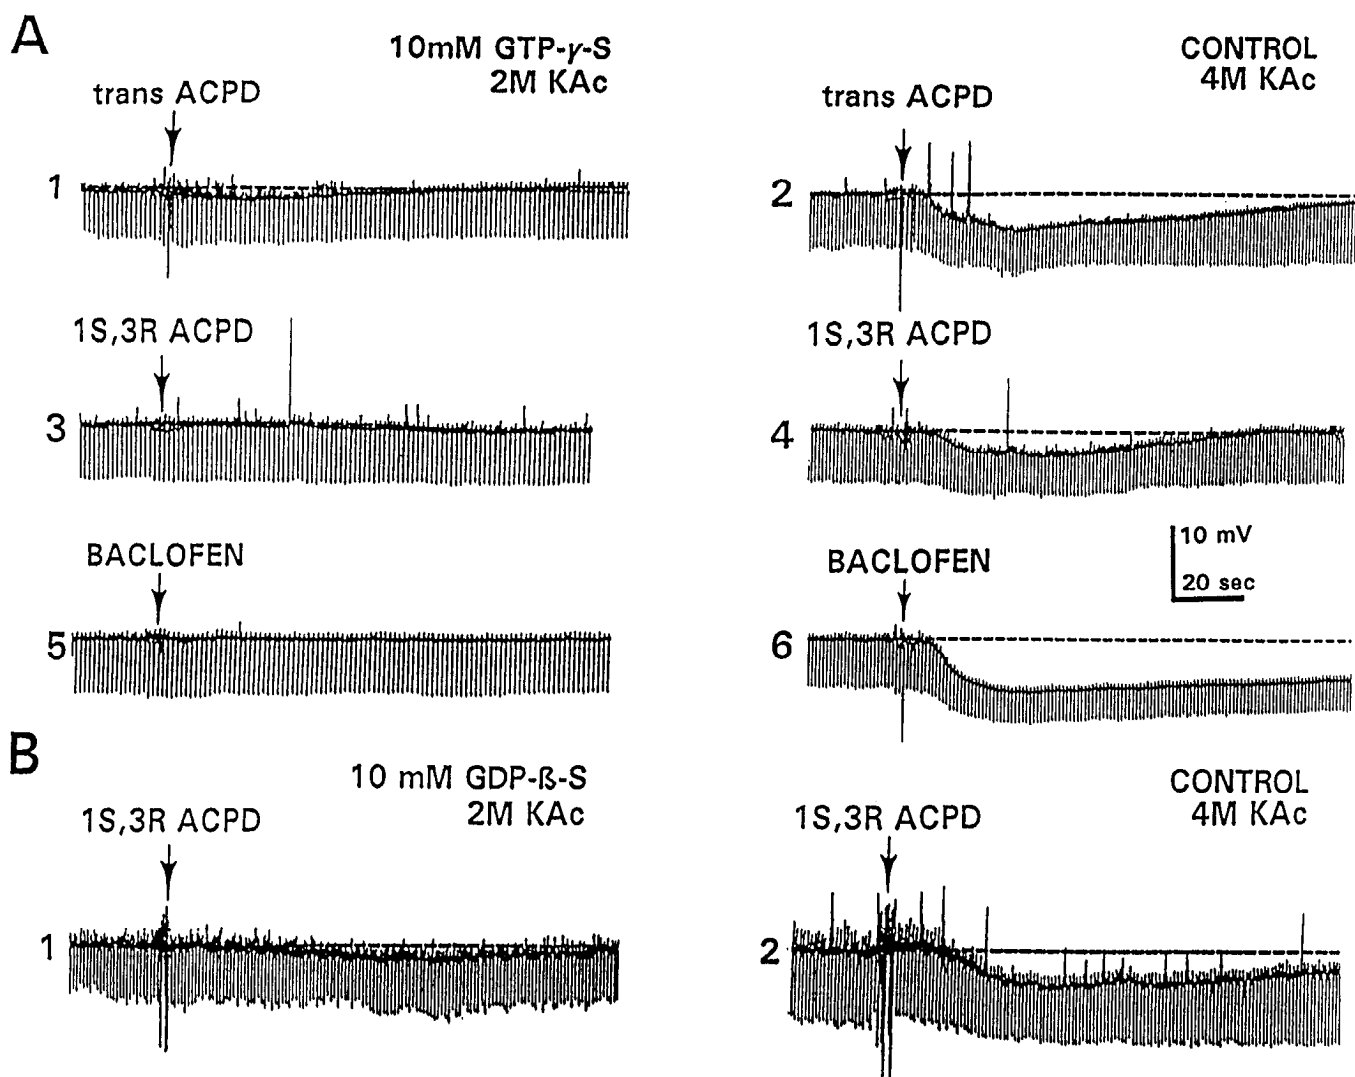 A
10mM GTP-γ-S
2M KAc
CONTROL
4M KAc
trans ACPD
trans ACPD
1
2
1S,3R ACPD
1S,3R ACPD
3
4
BACLOFEN
BACLOFEN
10 mV
20 sec
5
6
B
10 mM GDP-ß-S
2M KAc
CONTROL
4M KAc
1S,3R ACPD
1S,3R ACPD
1
2